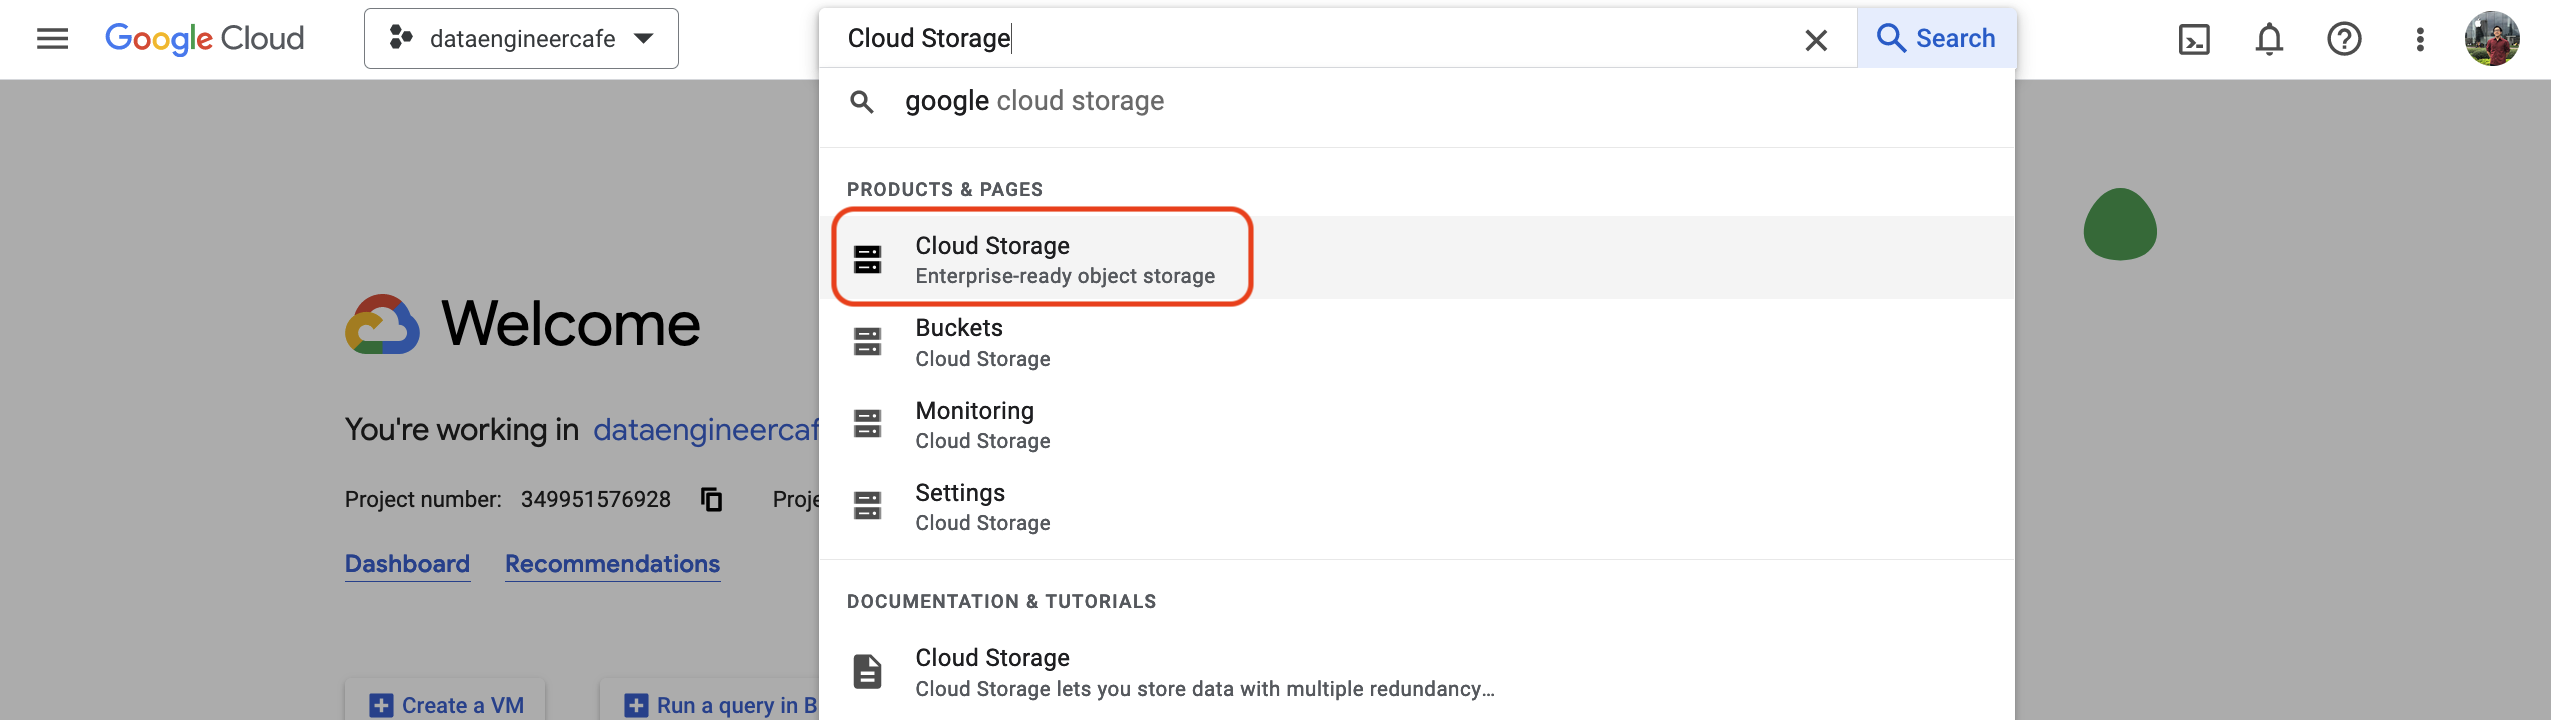 Google Cloud
dataengineercafe
Cloud Storage
Search
google cloud storage
PRODUCTS & PAGES
Cloud Storage
Enterprise-ready object storage
Buckets
Cloud Storage
Monitoring
Cloud Storage
Settings
Cloud Storage
DOCUMENTATION & TUTORIALS
Cloud Storage
Cloud Storage lets you store data with multiple redundancy…
Welcome
You're working in dataengineercaf
Project number: 349951576928 Proje
Dashboard Recommendations
Create a VM Run a query in B